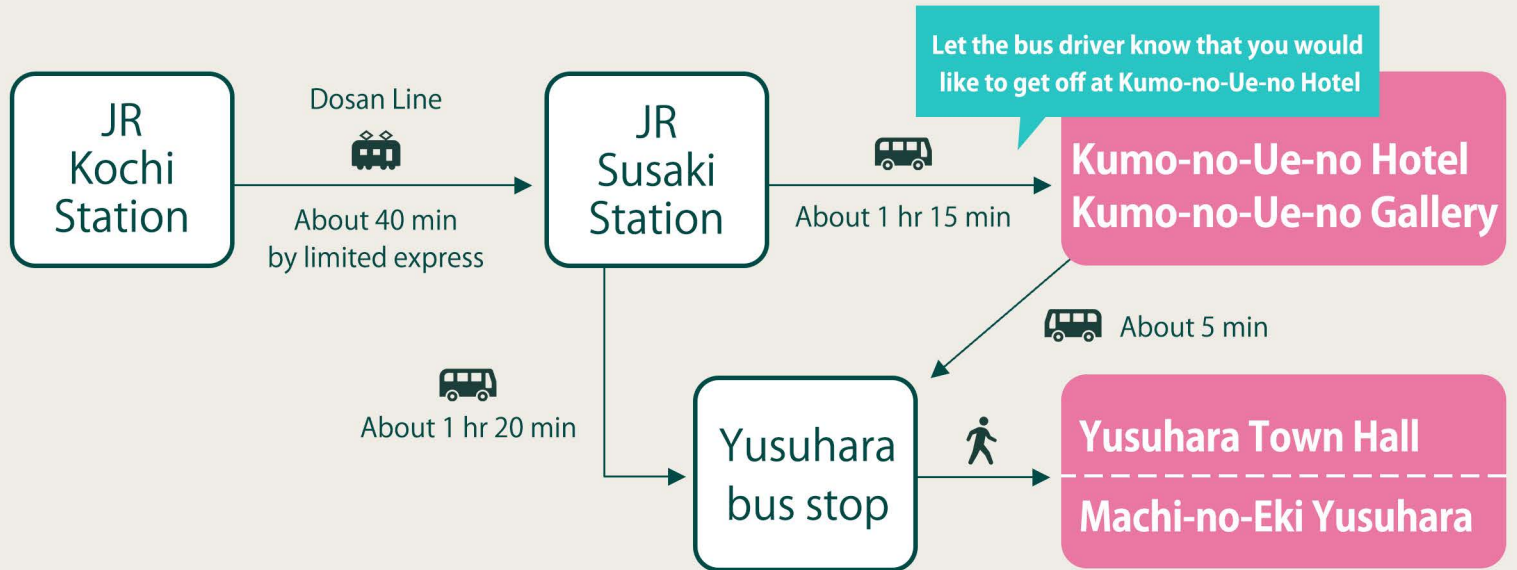 Let the bus driver know that you would
like to get off at Kumo-no-Ue-no Hotel
JR
Kochi
Station
Dosan Line
About 40 min
by limited express
JR
Susaki
Station
About 1 hr 15 min
Kumo-no-Ue-no Hotel
Kumo-no-Ue-no Gallery
About 5 min
About 1 hr 20 min
Yusuhara
bus stop
Yusuhara Town Hall
Machi-no-Eki Yusuhara